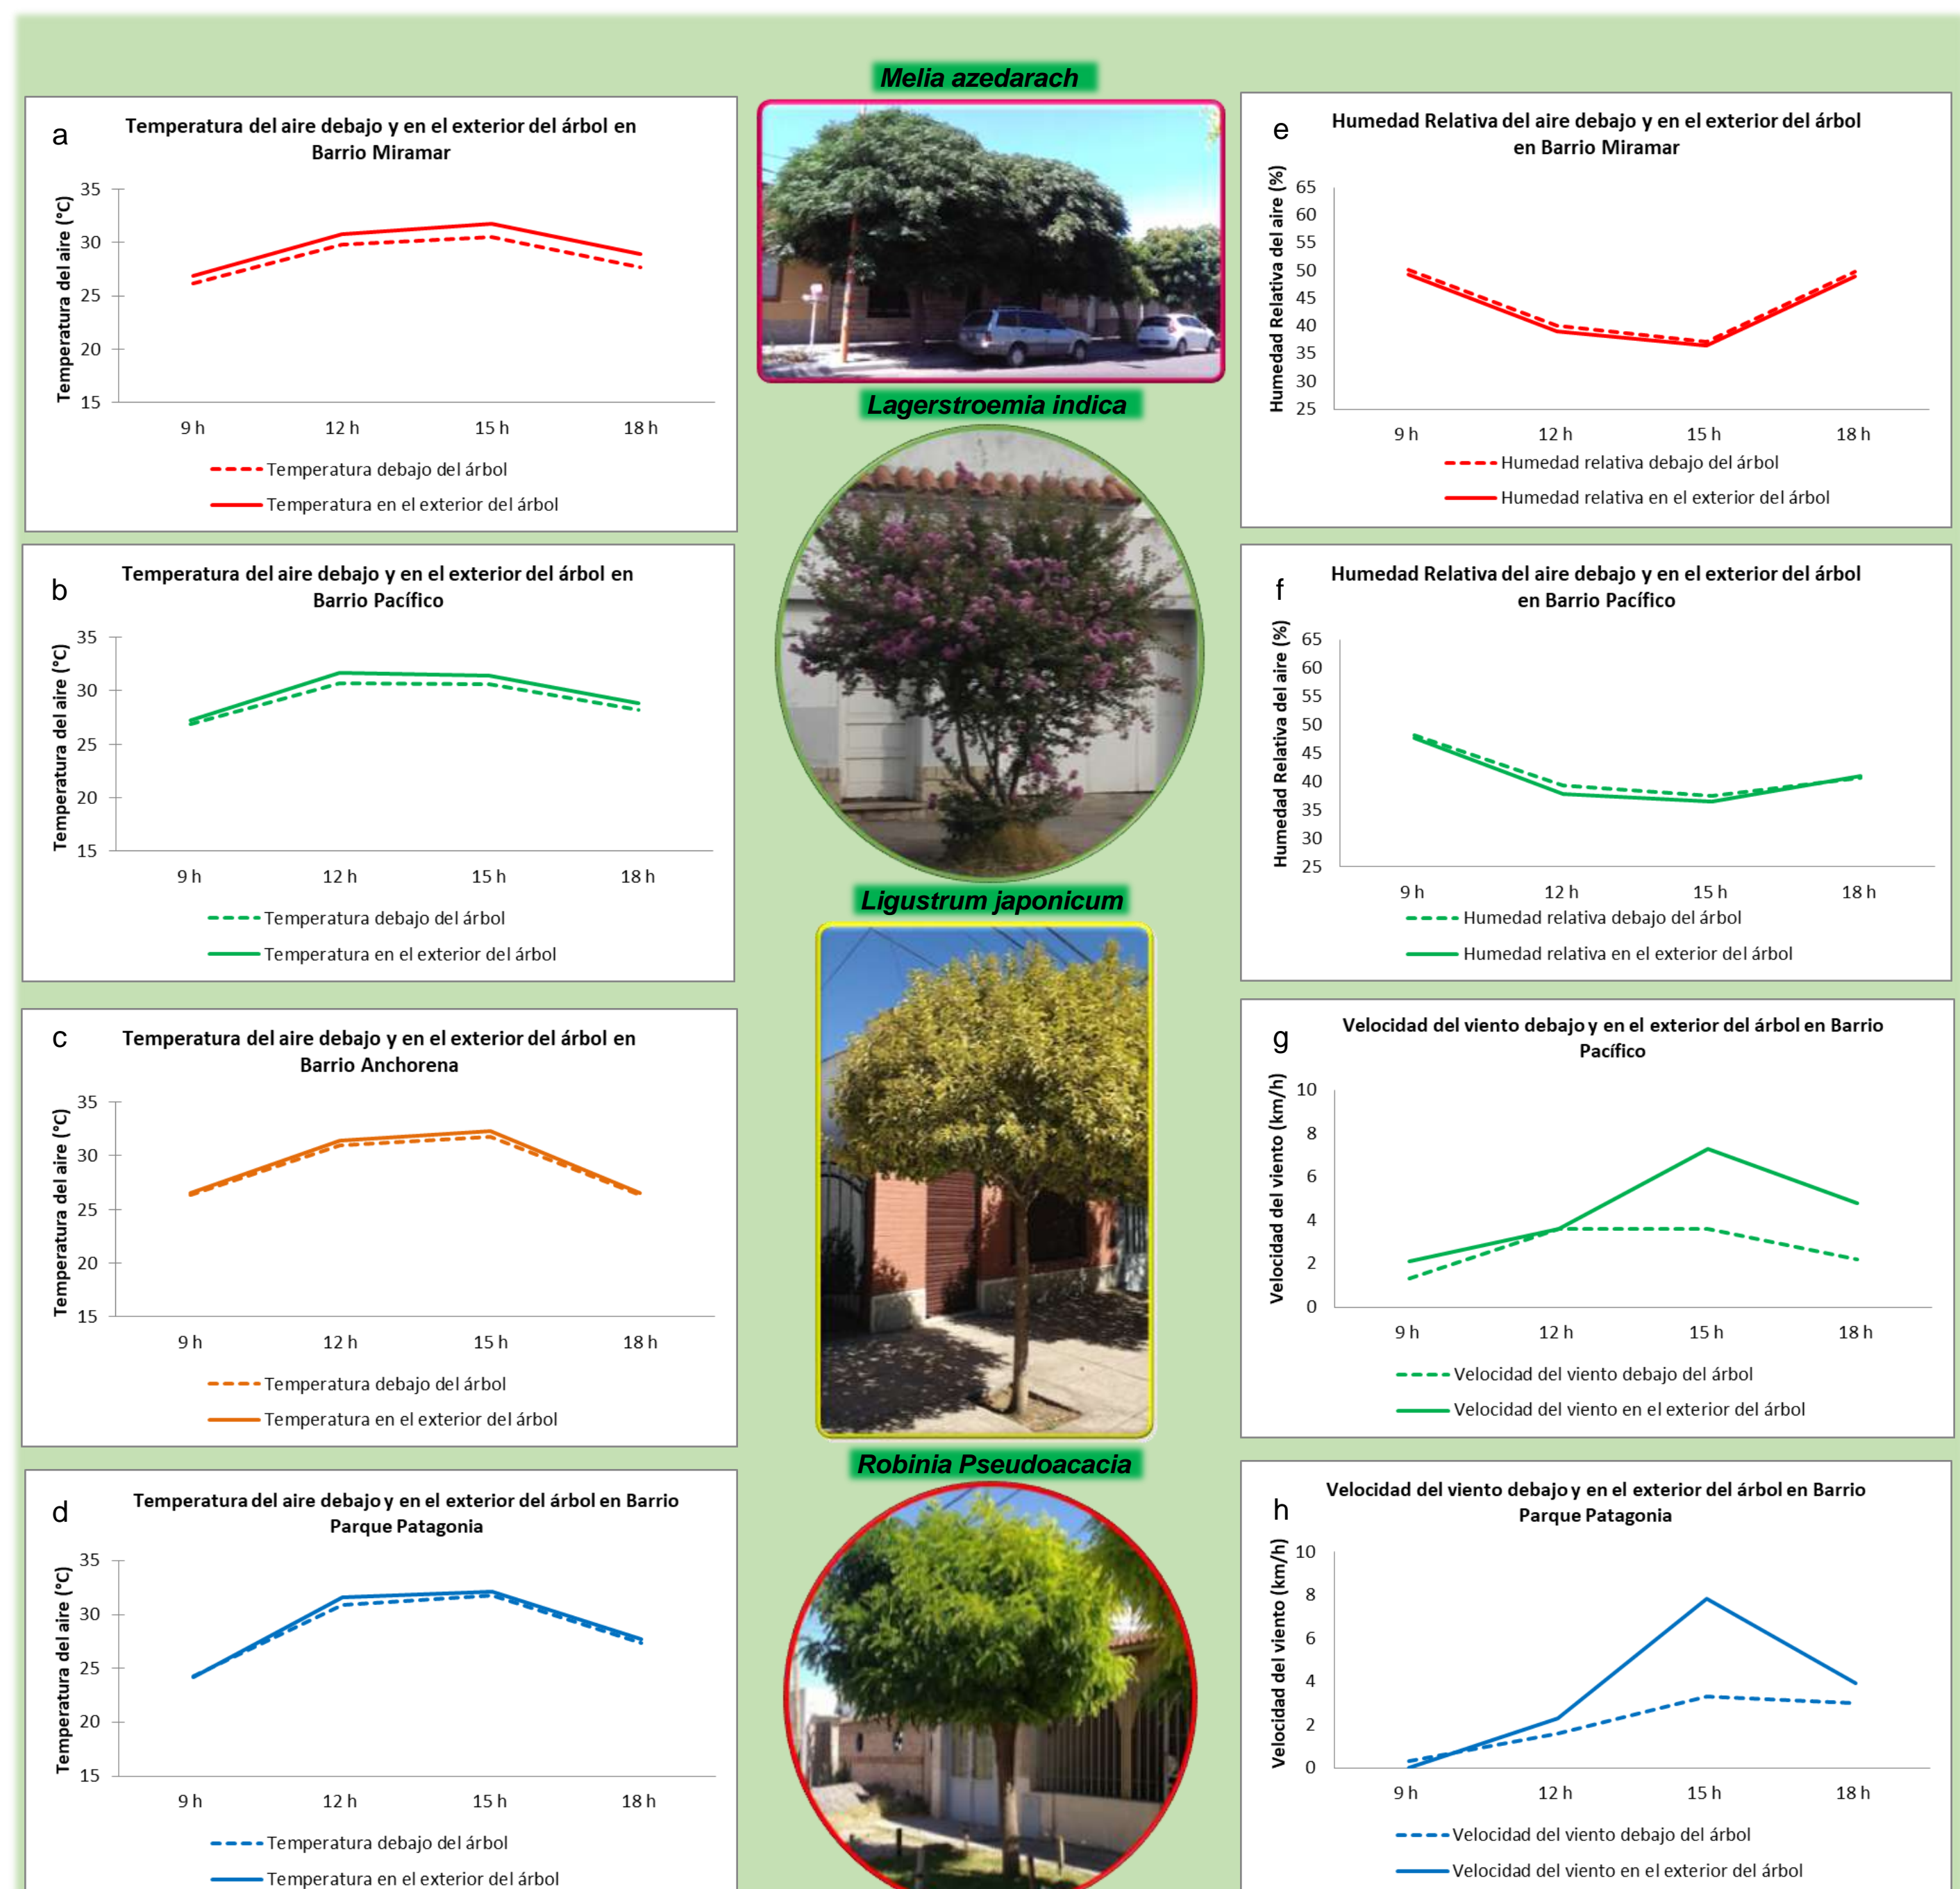 Melia azedarach
a
Temperatura del aire debajo y en el exterior del árbol en
Barrio Miramar
Temperatura del aire (°C)
35
30
25
20
15
9 h 12 h 15 h 18 h
Temperatura debajo del árbol
Temperatura en el exterior del árbol
e
Humedad Relativa del aire debajo y en el exterior del árbol
en Barrio Miramar
Humedad Relativa del aire (%)
65
60
55
50
45
40
35
30
25
9 h 12 h 15 h 18 h
Humedad relativa debajo del árbol
Humedad relativa en el exterior del árbol
Lagerstroemia indica
b
Temperatura del aire debajo y en el exterior del árbol en
Barrio Pacífico
Temperatura del aire (°C)
35
30
25
20
15
9 h 12 h 15 h 18 h
Temperatura debajo del árbol
Temperatura en el exterior del árbol
f
Humedad Relativa del aire debajo y en el exterior del árbol
en Barrio Pacífico
Humedad Relativa del aire (%)
65
60
55
50
45
40
35
30
25
9 h 12 h 15 h 18 h
Humedad relativa debajo del árbol
Humedad relativa en el exterior del árbol
Ligustrum japonicum
c
Temperatura del aire debajo y en el exterior del árbol en
Barrio Anchorena
Temperatura del aire (°C)
35
30
25
20
15
9 h 12 h 15 h 18 h
Temperatura debajo del árbol
Temperatura en el exterior del árbol
g
Velocidad del viento debajo y en el exterior del árbol en Barrio
Pacífico
Velocidad del viento (km/h)
10
8
6
4
2
0
9 h 12 h 15 h 18 h
Velocidad del viento debajo del árbol
Velocidad del viento en el exterior del árbol
Robinia Pseudoacacia
d
Temperatura del aire debajo y en el exterior del árbol en Barrio
Parque Patagonia
Temperatura del aire (°C)
35
30
25
20
15
9 h 12 h 15 h 18 h
Temperatura debajo del árbol
Temperatura en el exterior del árbol
h
Velocidad del viento debajo y en el exterior del árbol en Barrio
Parque Patagonia
Velocidad del viento (km/h)
10
8
6
4
2
0
9 h 12 h 15 h 18 h
Velocidad del viento debajo del árbol
Velocidad del viento en el exterior del árbol